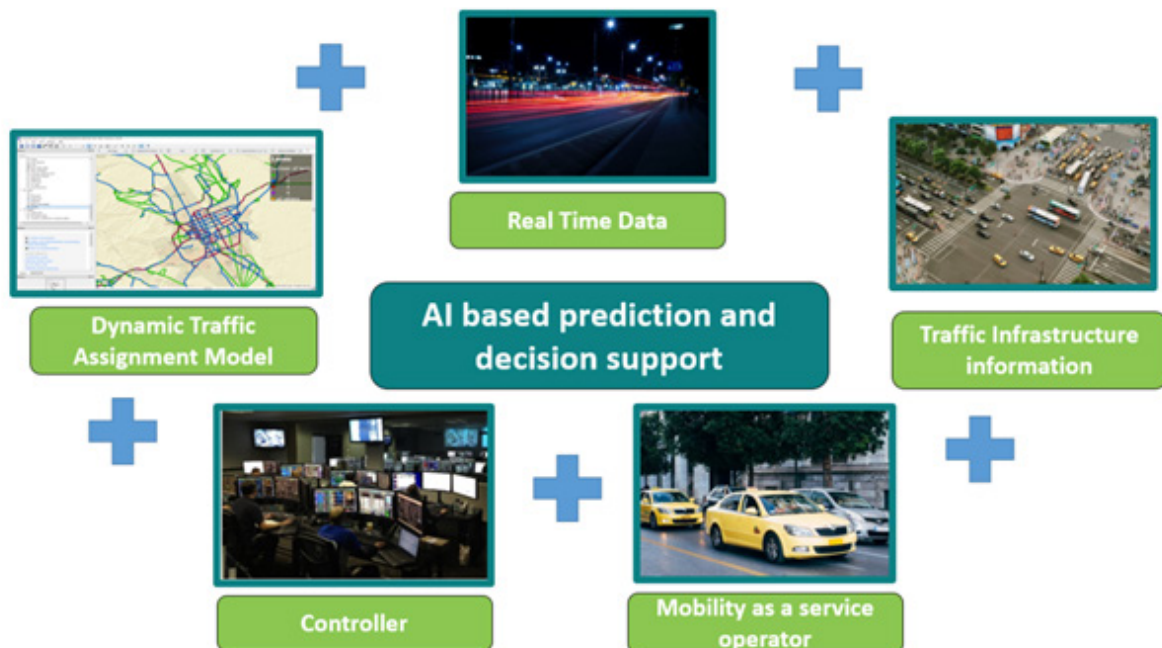 Real Time Data
Dynamic Traffic
Assignment Model
AI based prediction and
decision support
Traffic Infrastructure
information
Controller
Mobility as a service
operator